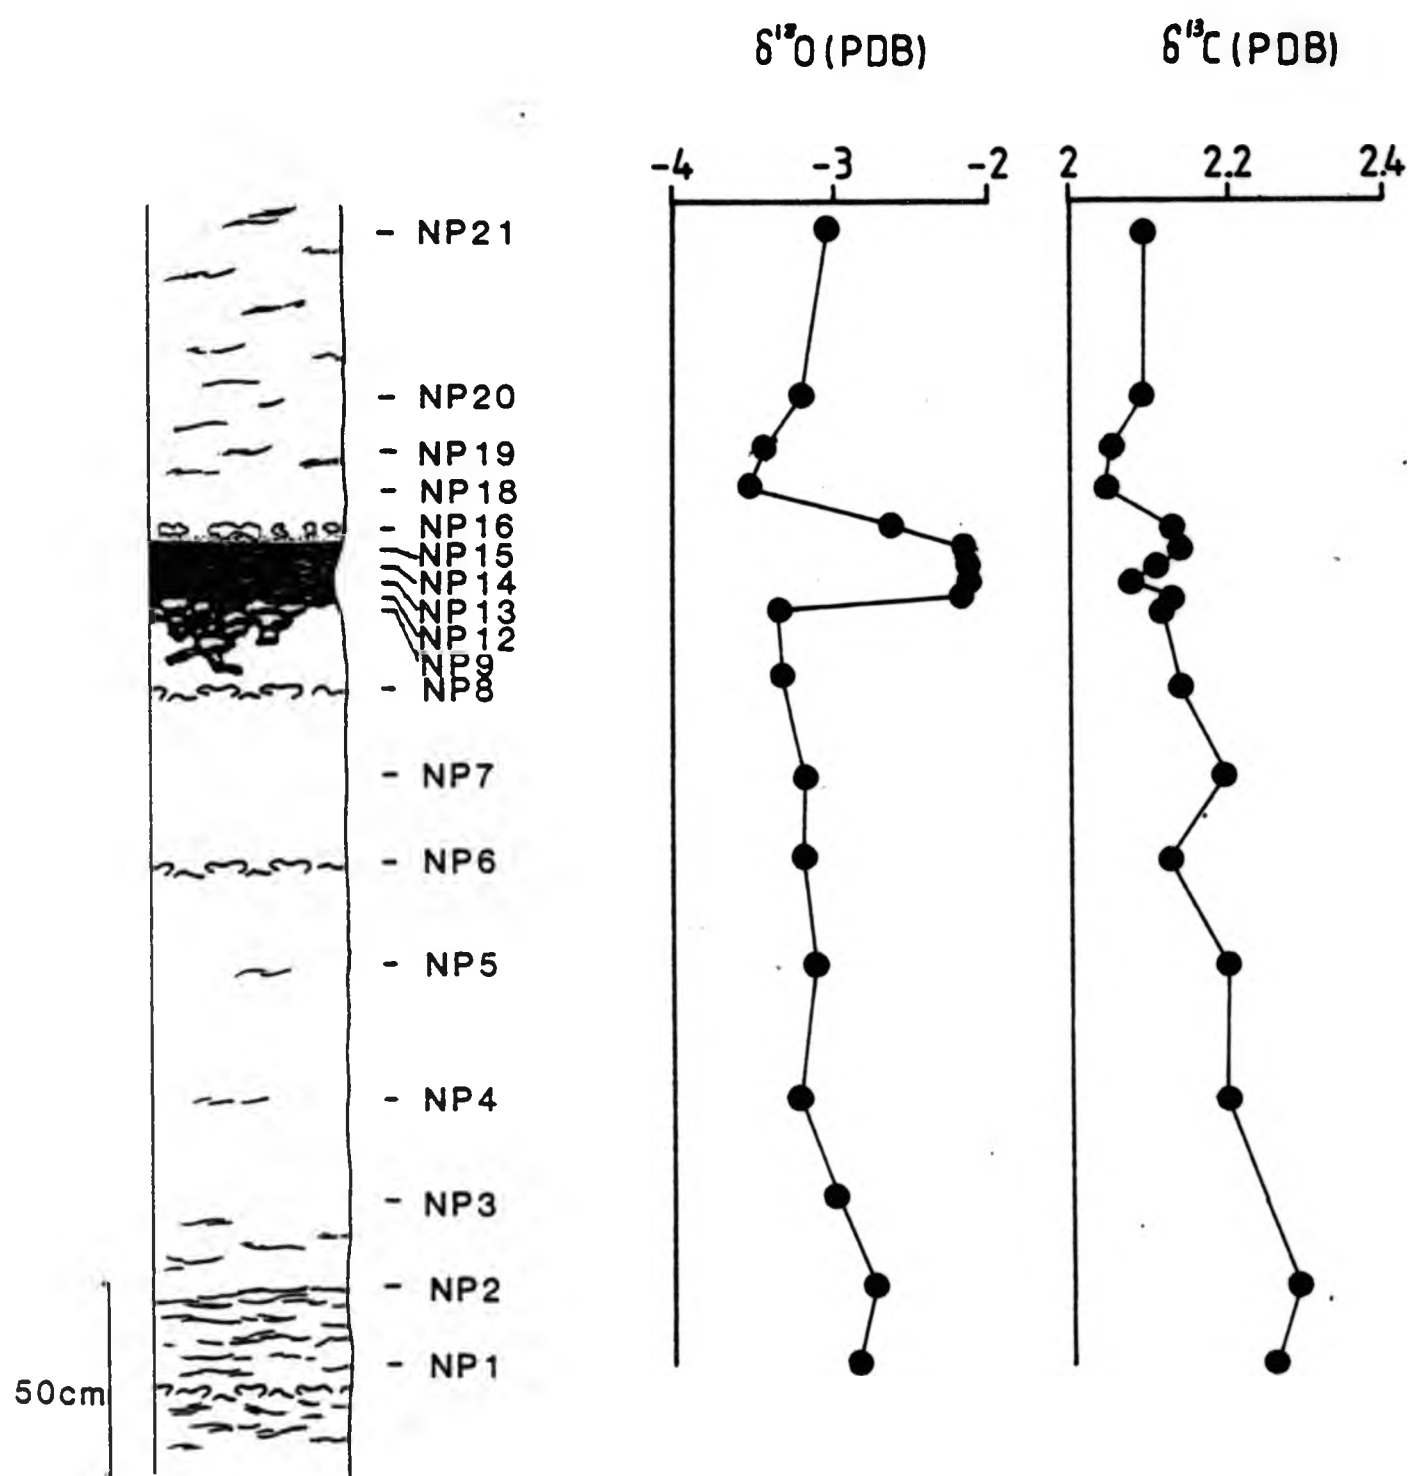 δ¹⁸O (PDB) δ¹³C (PDB)
-4 -3 -2 2 2.2 2.4
NP21
NP20
NP19
NP18
NP16
NP15
NP14
NP13
NP12
NP9
NP8
NP7
NP6
NP5
NP4
NP3
NP2
NP1
50cm